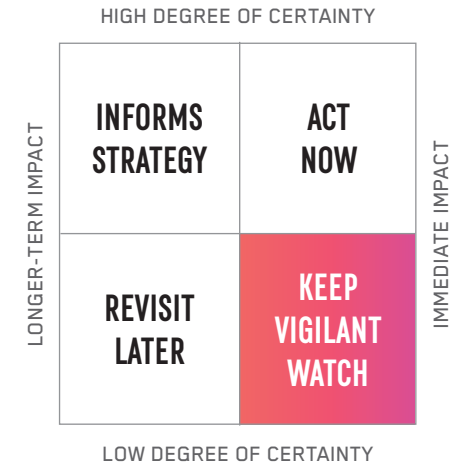 HIGH DEGREE OF CERTAINTY
LONGER-TERM IMPACT
INFORMS
STRATEGY
ACT
NOW
REVISIT
LATER
KEEP
VIGILANT
WATCH
IMMEDIATE IMPACT
LOW DEGREE OF CERTAINTY